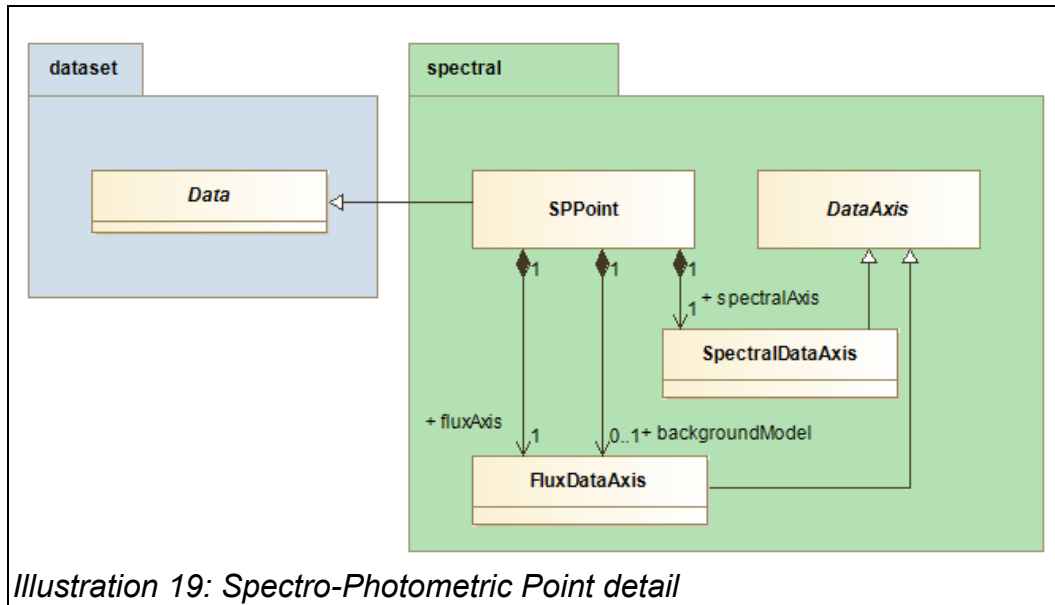 dataset
spectral
Data
SPPoint
DataAxis
1
1
1
+ spectralAxis
1
SpectralDataAxis
+ fluxAxis
1
0..1
+ backgroundModel
FluxDataAxis
Illustration 19: Spectro-Photometric Point detail